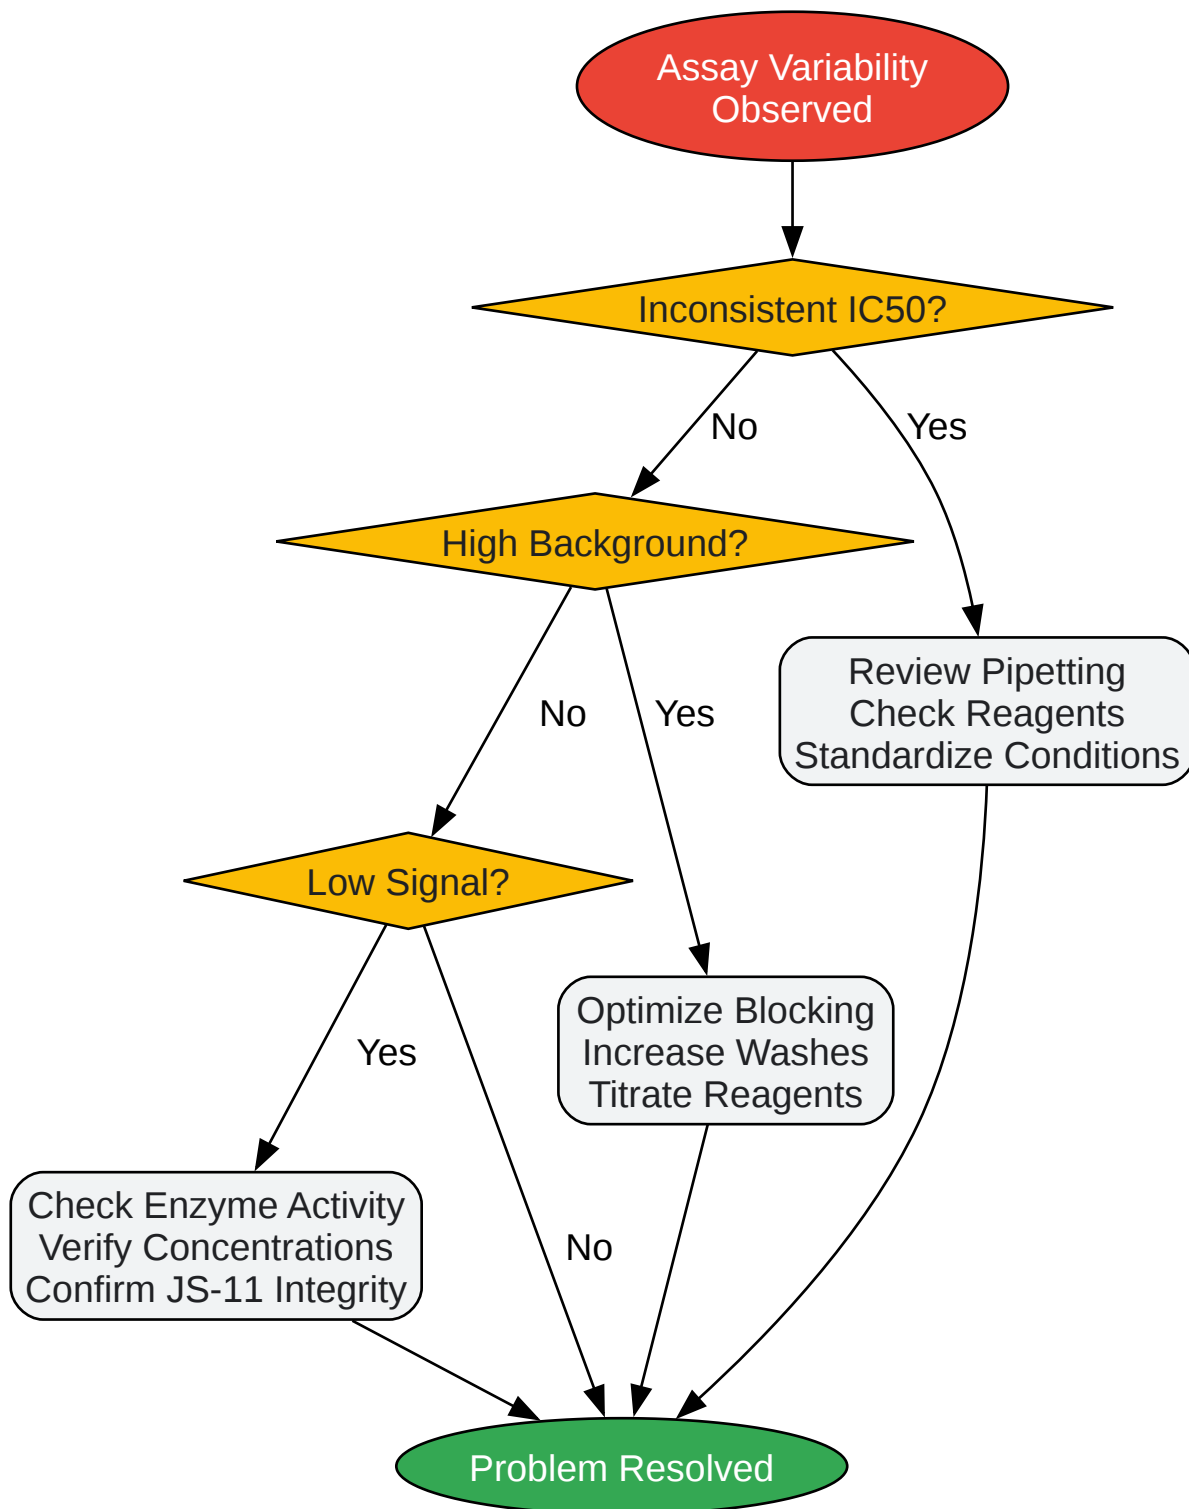 Assay Variability
Observed
Inconsistent IC50?
No
Yes
High Background?
Review Pipetting
Check Reagents
Standardize Conditions
No
Yes
Low Signal?
Optimize Blocking
Increase Washes
Titrate Reagents
Yes
Check Enzyme Activity
Verify Concentrations
Confirm JS-11 Integrity
No
Problem Resolved